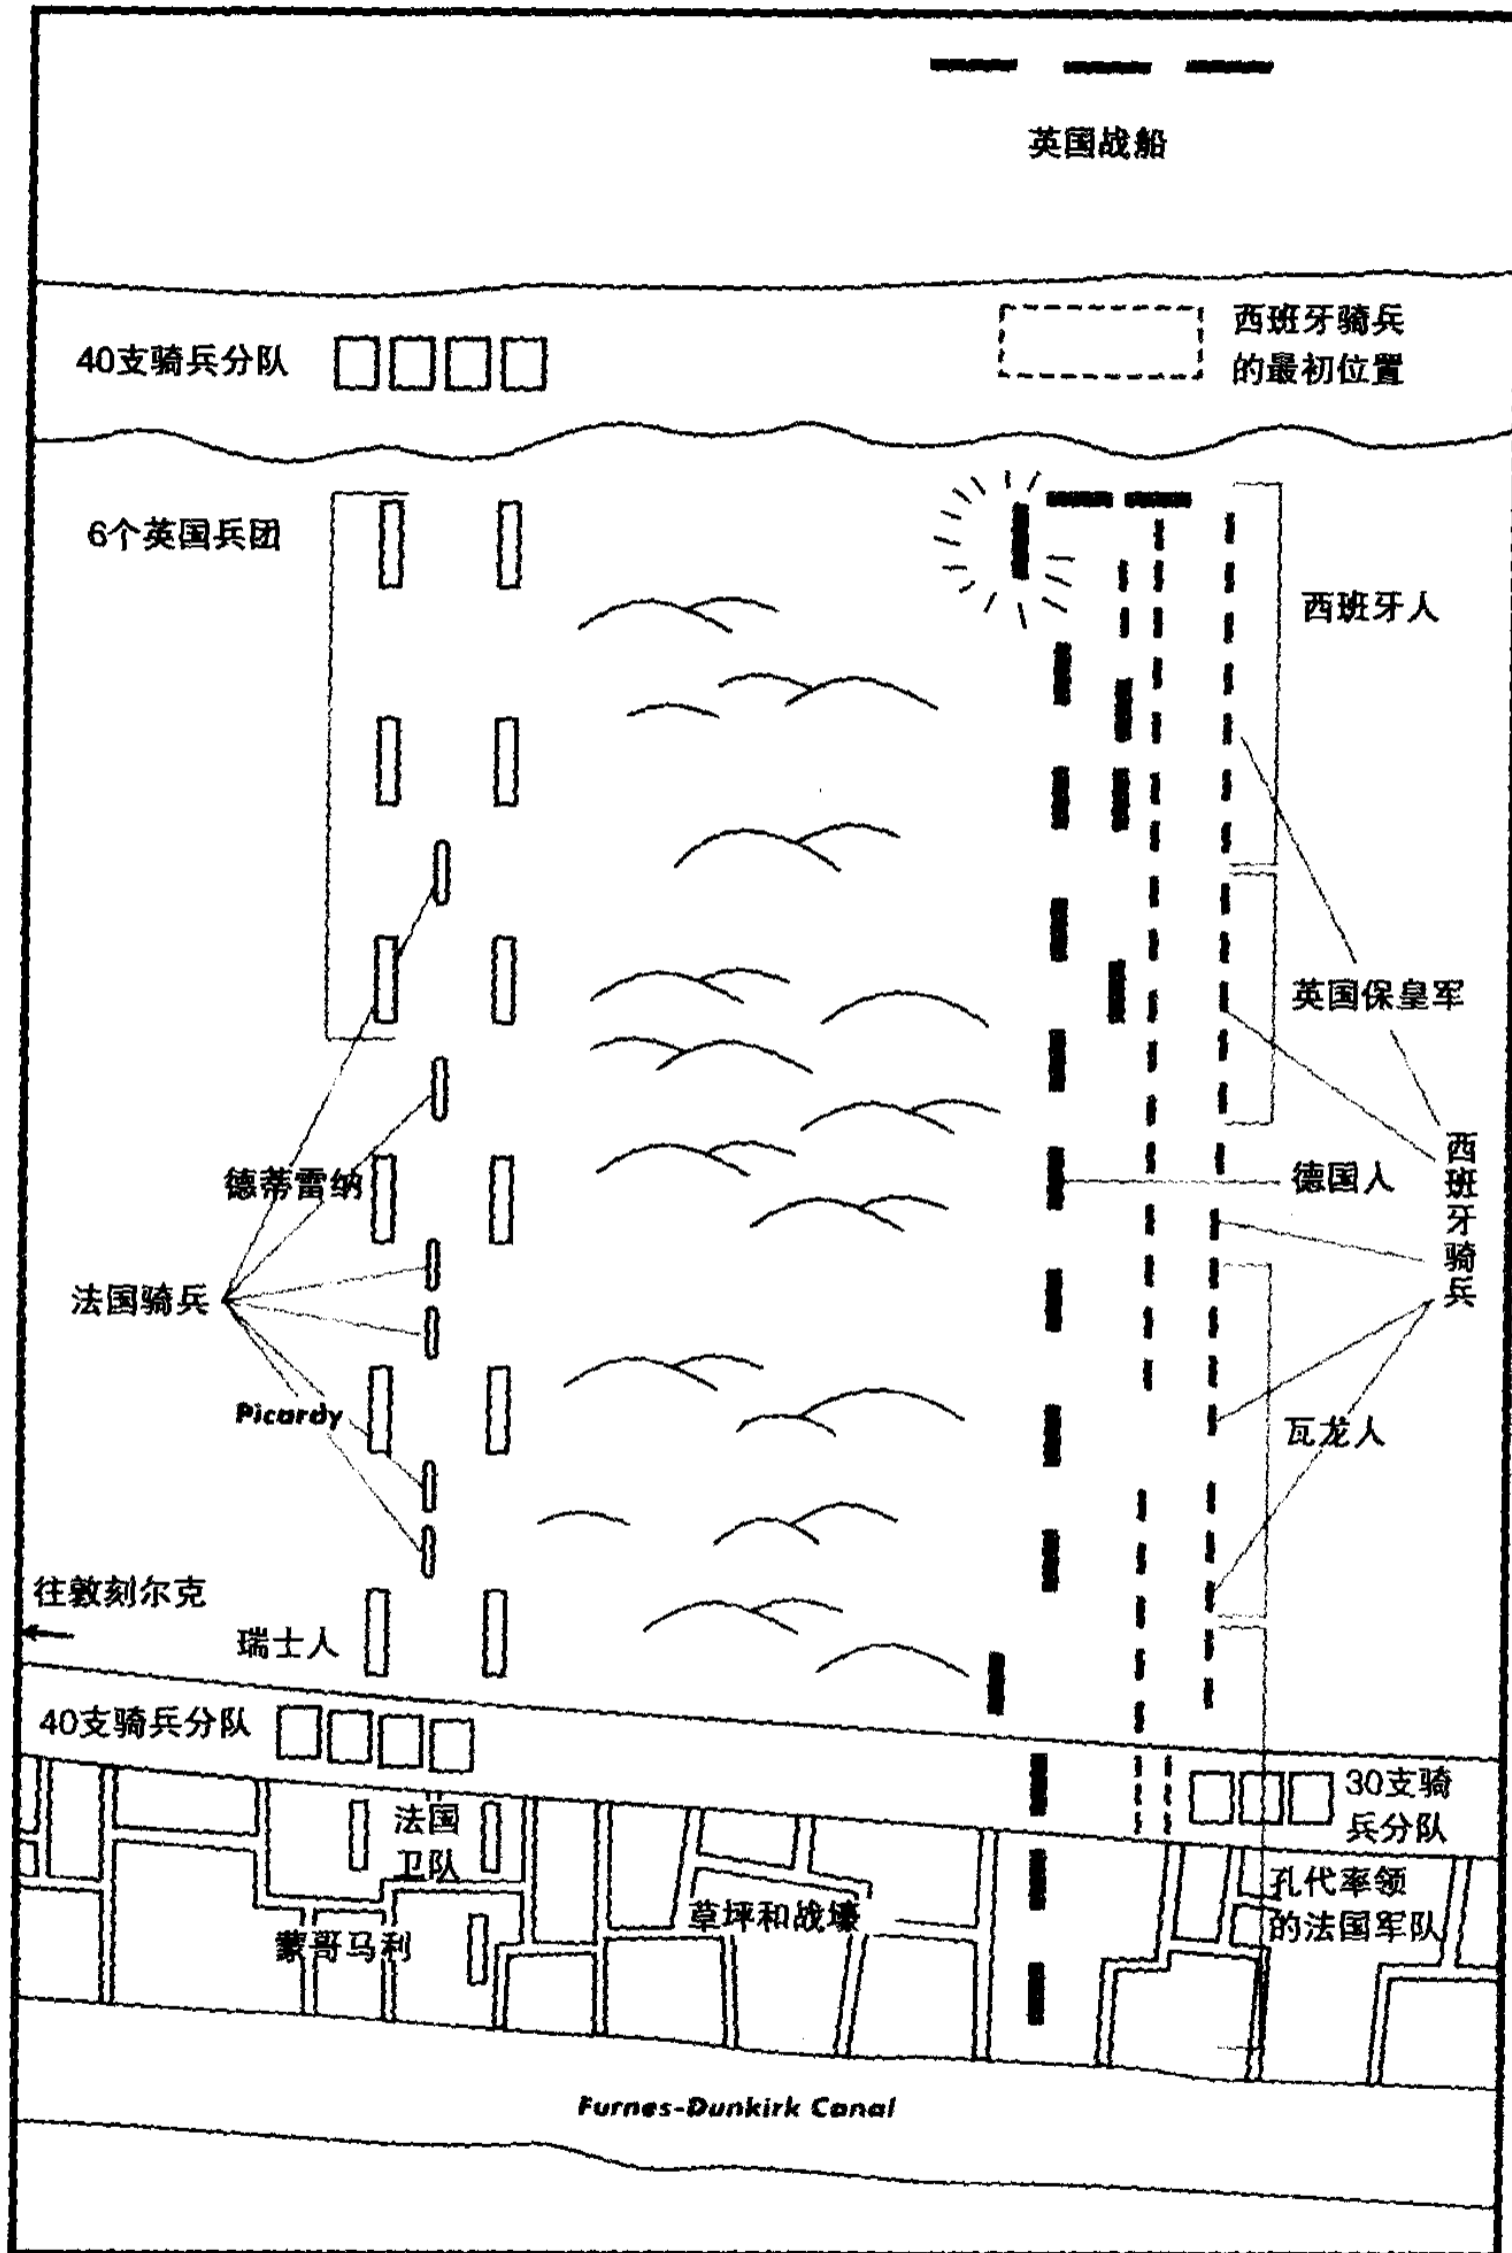 英国战船
40支骑兵分队
西班牙骑兵
的最初位置
6个英国兵团
西班牙人
英国保皇军
德蒂雷纳
德国人
西班牙骑兵
法国骑兵
Picardy
瓦龙人
往敦刻尔克
瑞士人
40支骑兵分队
30支骑
兵分队
法国
卫队
孔代率领
的法国军队
草坪和战壕
蒙哥马利
Furnes-Dunkirk Canal